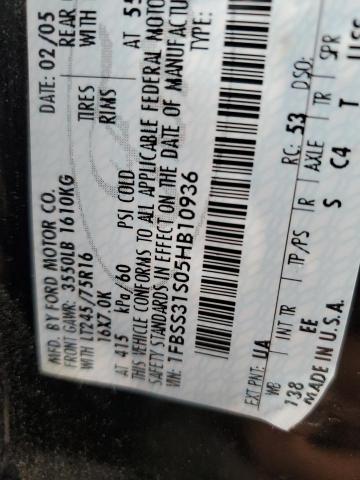 MFD. BY FORD MOTOR CO.
DATE: 02/05
FRONT GAWR: 3550LB 1610KG
REAR
WITH LT245/75R16 TIRES
WITH
16X7.0K RIMS
AT 415 kPa/60 PSI COLD
AT 55
THIS VEHICLE CONFORMS TO ALL APPLICABLE FEDERAL MOTOR
SAFETY STANDARDS IN EFFECT ON THE DATE OF MANUFACTUR
VIN: 1FBSS31S05HB10936
TYPE:
EXT PNT: UA RC: 53 DSO:
WB INT TR TP/PS R AXLE TR SPR
138 EE S C4 T
MADE IN U.S.A.